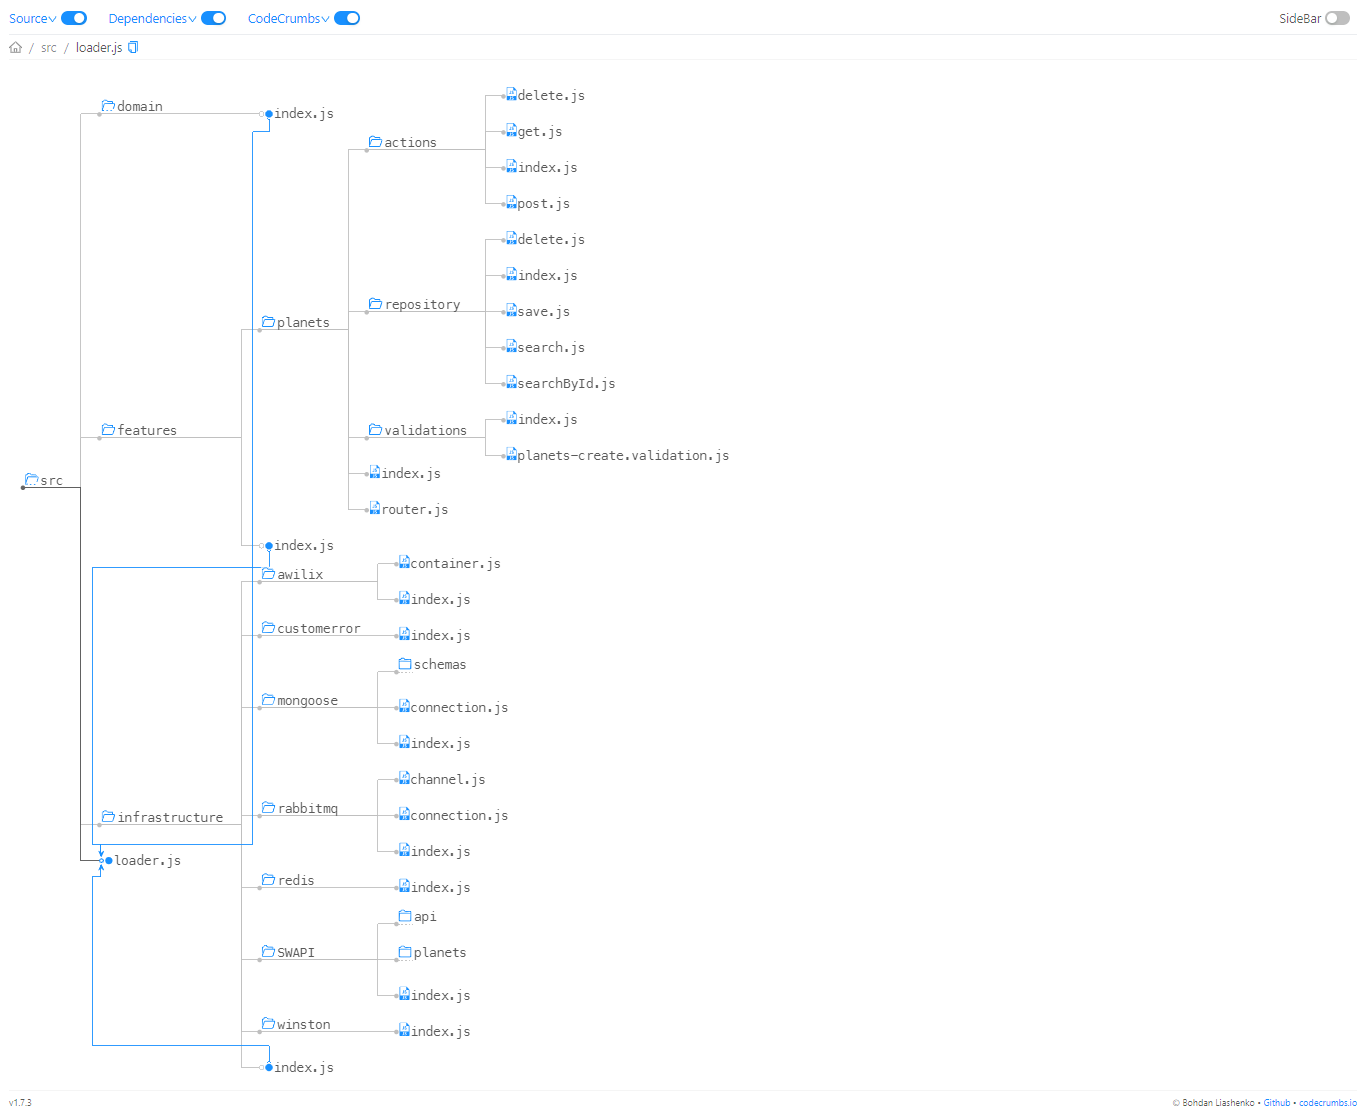 Source Dependencies CodeCrumbs SideBar
/ src / loader.js
domain
index.js
delete.js
get.js
actions
index.js
post.js
delete.js
index.js
repository
save.js
planets
search.js
searchById.js
index.js
features
validations
planets-create.validation.js
index.js
src
router.js
index.js
container.js
awilix
index.js
customerror
index.js
schemas
mongoose
connection.js
index.js
channel.js
rabbitmq
connection.js
infrastructure
index.js
loader.js
redis
index.js
api
SWAPI
planets
index.js
winston
index.js
index.js
v1.7.3
© Bohdan Liashenko • Github • codecrumbs.io